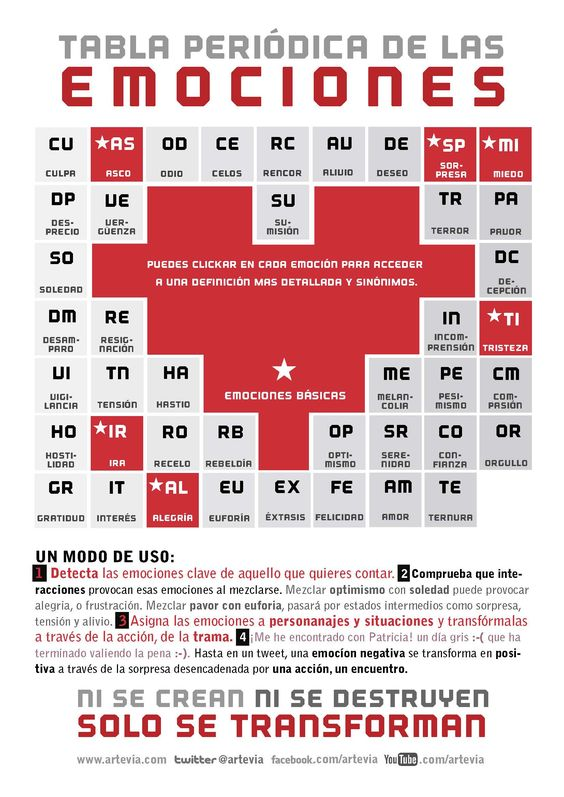 TABLA PERIÓDICA DE LAS
EMOCIONES
CU ★AS OD CE RC AU DE ★SP ★MI
CULPA ASCO ODIO CELOS RENCOR ALIVIO DESEO SOR-
PRESA MIEDO
DP VE SU TR PA
DES-
PRECIO VER-
GÜENZA SU-
MISIÓN TERROR PAVOR
PUEDES CLICKAR EN CADA EMOCIÓN PARA ACCEDER
A UNA DEFINICIÓN MAS DETALLADA Y SINÓNIMOS.
SO DC
SOLEDAD DE-
CEPCIÓN
DM RE IN ★TI
DESAM-
PARO RESIG-
NACIÓN INCOM-
PRENSIÓN TRISTEZA
★
EMOCIONES BÁSICAS
VI TN HA ME PE CM
VIGI-
LANCIA TENSIÓN HASTIO MELAN-
COLIA PESI-
MISMO COM-
PASIÓN
HO ★IR RO RB OP SR CO OR
HOSTI-
LIDAD IRA RECELO REBELDÍA OPTI-
MISMO SERE-
NIDAD CON-
FIANZA ORGULLO
GR IT ★AL EU EX FE AM TE
GRATIDUD INTERÉS ALEGRÍA EUFORÍA ÉXTASIS FELICIDAD AMOR TERNURA
UN MODO DE USO:
1 Detecta las emociones clave de aquello que quieres contar. 2 Comprueba que inte-
racciones provocan esas emociones al mezclarse. Mezclar optimismo con soledad puede provocar
alegria, o frustración. Mezclar pavor con euforia, pasará por estados intermedios como sorpresa,
tensión y alivio. 3 Asigna las emociones a personanajes y situaciones y transfórmalas
a través de la acción, de la trama. 4 ¡Me he encontrado con Patricia! un día gris :-( que ha
terminado valiendo la pena :-). Hasta en un tweet, una emocíon negativa se transforma en posi-
tiva a través de la sorpresa desencadenada por una acción, un encuentro.
NI SE CREAN NI SE DESTRUYEN
SOLO SE TRANSFORMAN
www.artevia.com twitter @artevia facebook.com/artevia YouTube.com/artevia